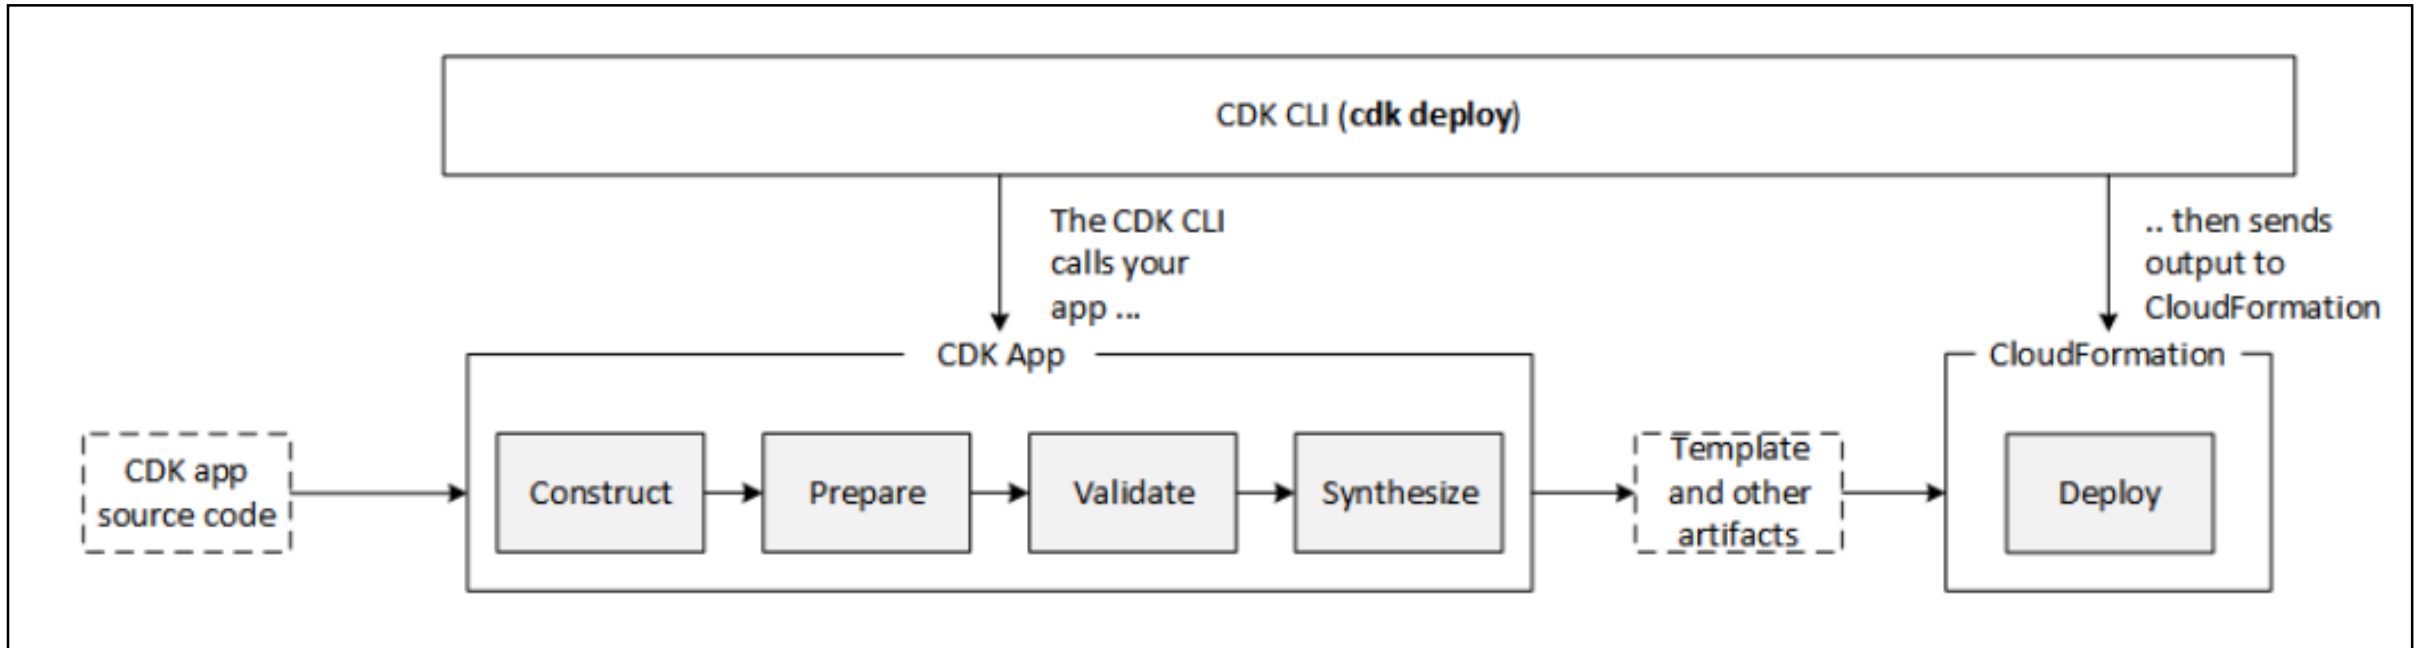 CDK CLI (cdk deploy)
The CDK CLI
calls your
app ...
.. then sends
output to
CloudFormation
CDK App
CloudFormation
CDK app
source code
Construct
Prepare
Validate
Synthesize
Template
and other
artifacts
Deploy